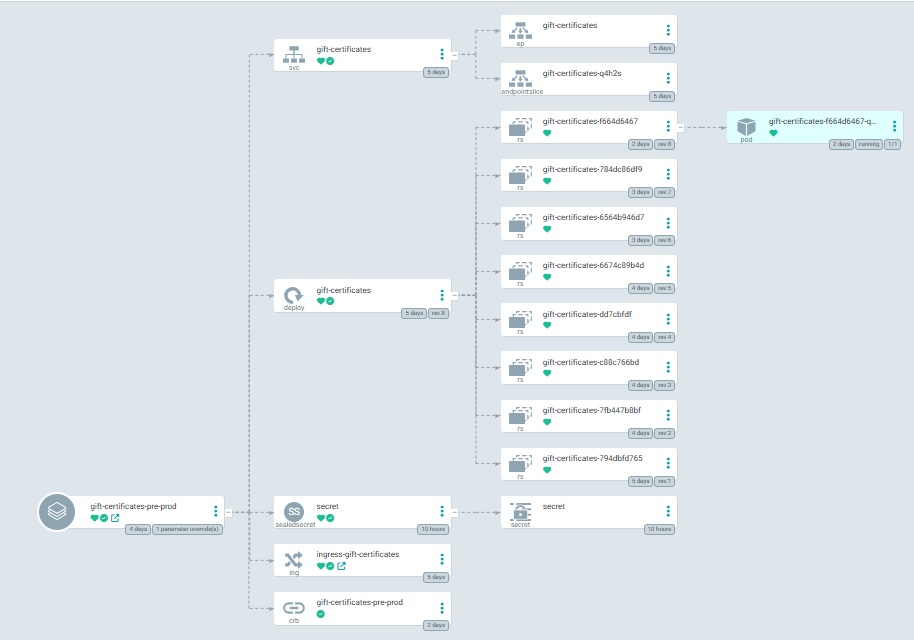 gift-certificates
svc
5 days
gift-certificates
ep
5 days
gift-certificates-q4h2s
endpointslice
5 days
gift-certificates-f664d6467
rs
2 days rev:8
gift-certificates-f664d6467-q...
pod
2 days running 1/1
gift-certificates-784dc86df9
rs
3 days rev:7
gift-certificates-6564b946d7
rs
3 days rev:6
gift-certificates-6674c89b4d
rs
4 days rev:5
gift-certificates
deploy
5 days rev:8
gift-certificates-dd7cbfdf
rs
4 days rev:4
gift-certificates-c88c766bd
rs
4 days rev:3
gift-certificates-7fb447b8bf
rs
4 days rev:2
gift-certificates-794dbfd765
rs
5 days rev:1
gift-certificates-pre-prod
4 days 1 parameter override(s)
SS
secret
sealedsecret
10 hours
secret
secret
10 hours
ingress-gift-certificates
ing
5 days
gift-certificates-pre-prod
crb
2 days